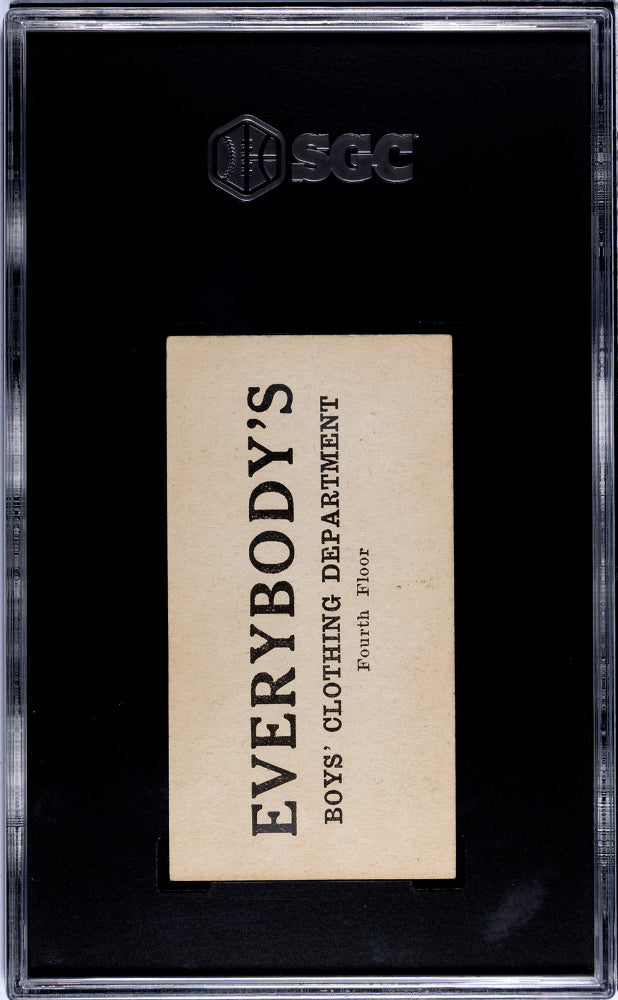 SGC
EVERYBODY'S
BOYS' CLOTHING DEPARTMENT
Fourth Floor